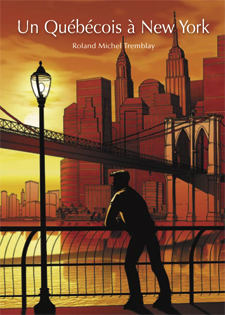 Un Québécois à New York
Roland Michel Tremblay